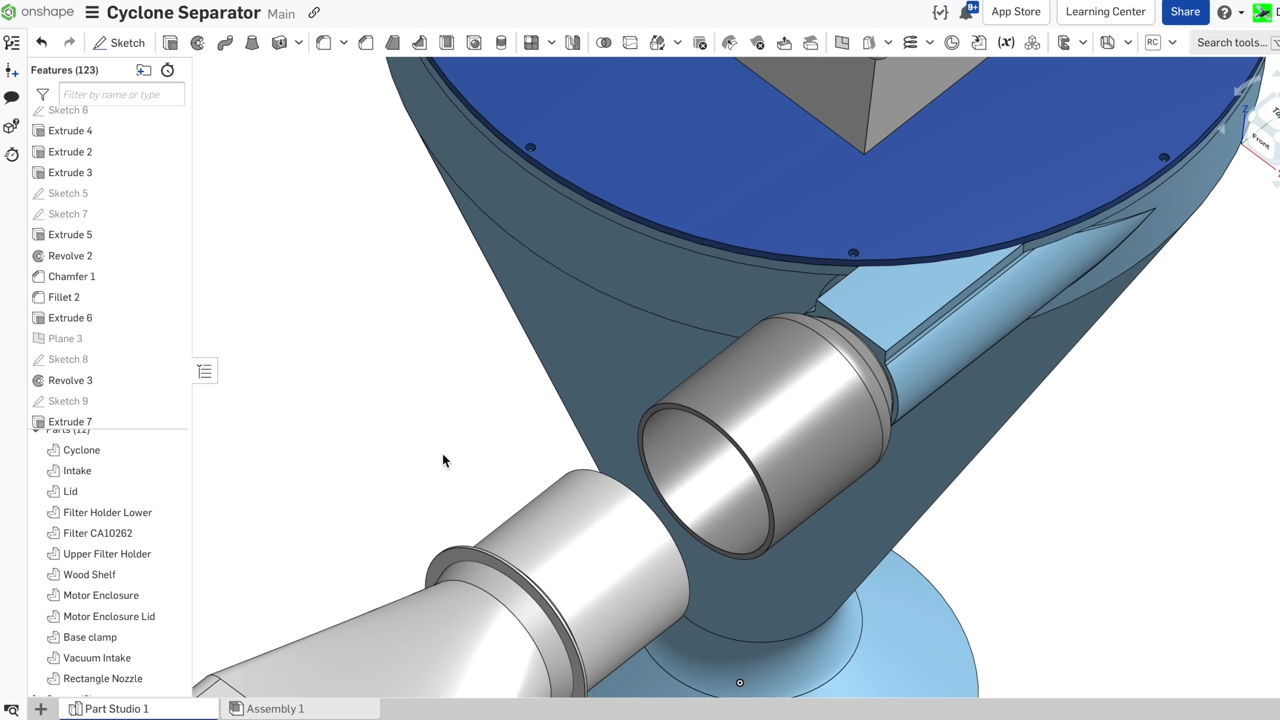 onshape Cyclone Separator Main 9+ App Store Learning Center Share
Sketch (x) RC Search tools...
Features (123)
Filter by name or type
Sketch 6
Extrude 4
Extrude 2
Extrude 3
Sketch 5
Sketch 7
Extrude 5
Revolve 2
Chamfer 1
Fillet 2
Extrude 6
Plane 3
Sketch 8
Revolve 3
Sketch 9
Extrude 7
Parts (12)
Cyclone
Intake
Lid
Filter Holder Lower
Filter CA10262
Upper Filter Holder
Wood Shelf
Motor Enclosure
Motor Enclosure Lid
Base clamp
Vacuum Intake
Rectangle Nozzle
Z
Front
Part Studio 1 Assembly 1